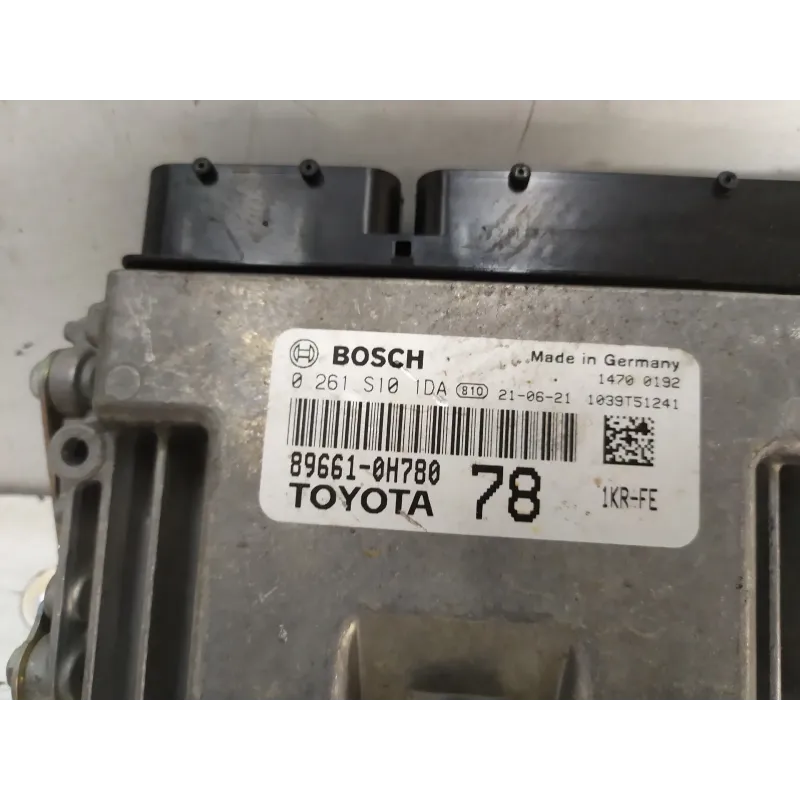 BOSCH Made in Germany
1470 0192
0 261 S10 1DA 810 21-06-21 1039T51241
89661-0H780
TOYOTA 78 1KR-FE